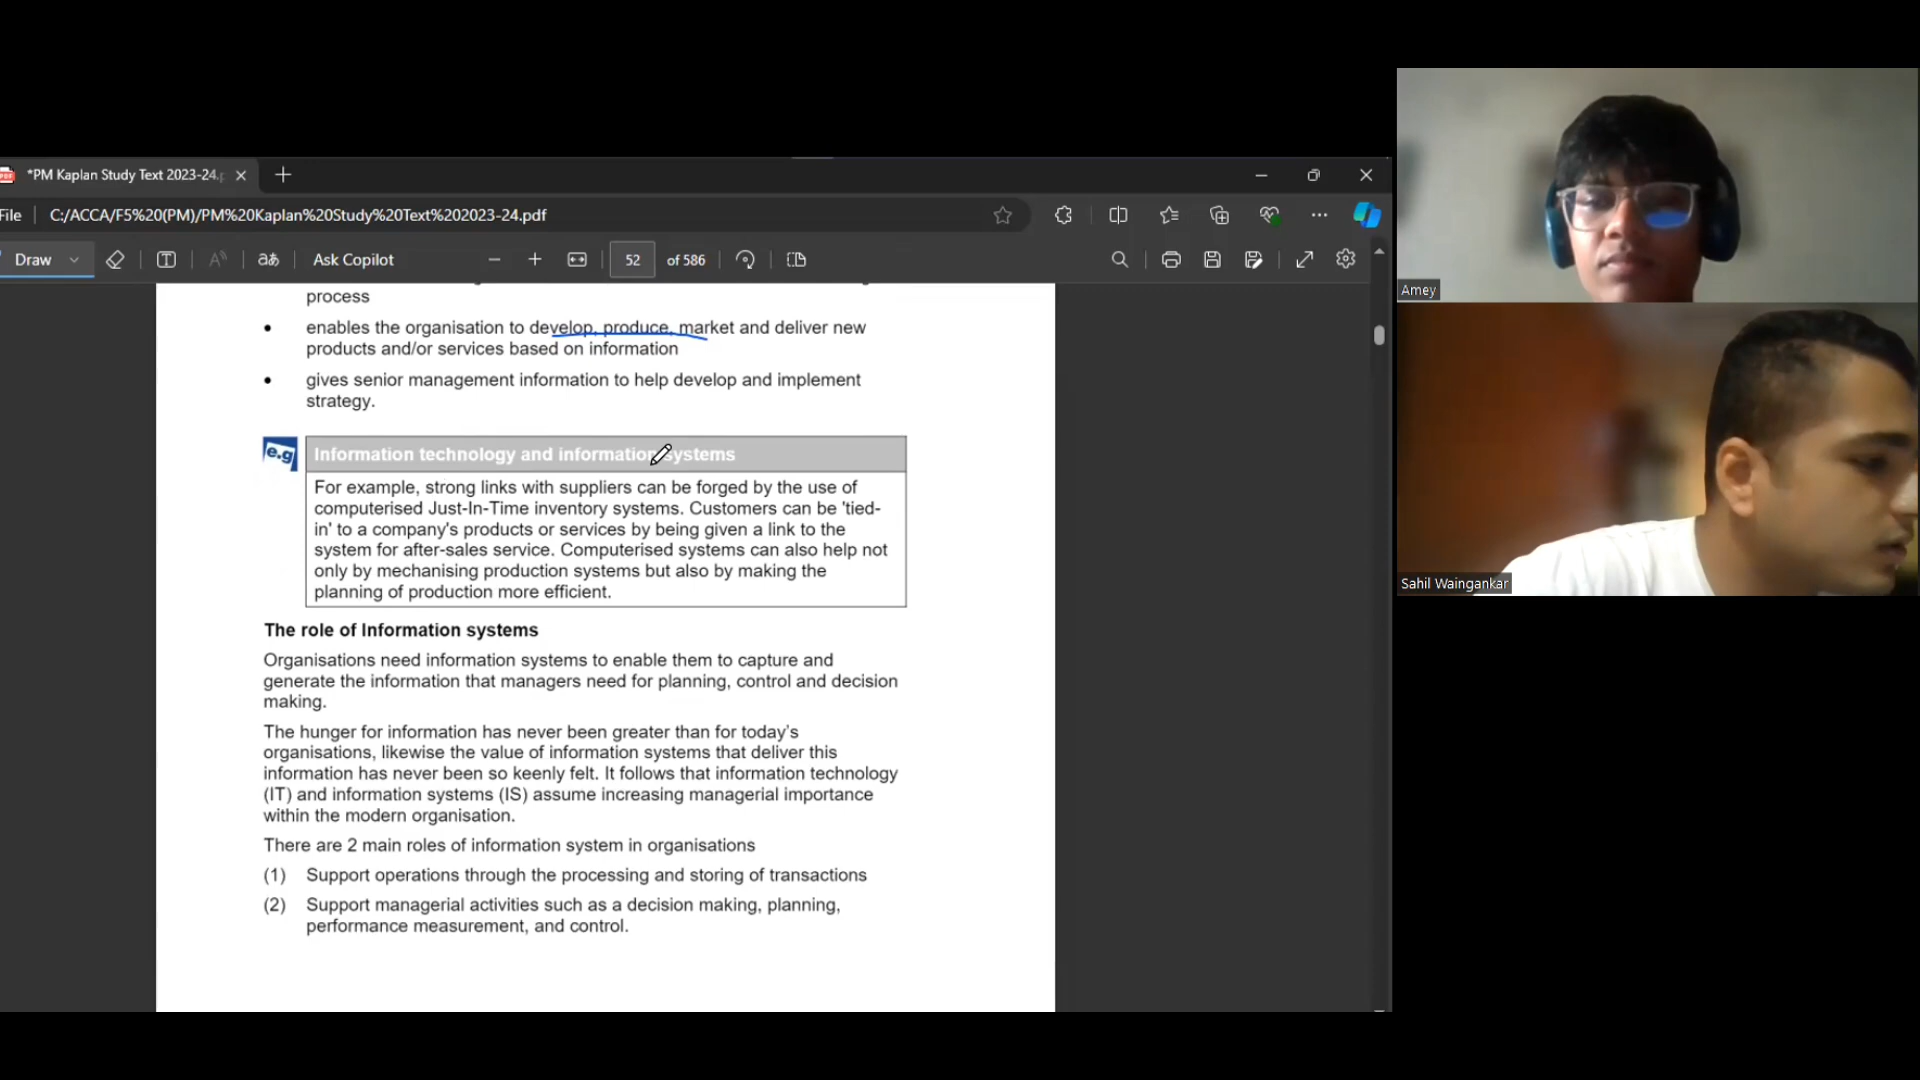 *PM Kaplan Study Text 2023-24.p
File
C:/ACCA/F5%20(PM)/PM%20Kaplan%20Study%20Text%202023-24.pdf
Draw
aあ
Ask Copilot
52
of 586
process
enables the organisation to develop, produce, market and deliver new
products and/or services based on information
gives senior management information to help develop and implement
strategy.
e.g
Information technology and information systems
For example, strong links with suppliers can be forged by the use of
computerised Just-In-Time inventory systems. Customers can be 'tied-
in' to a company's products or services by being given a link to the
system for after-sales service. Computerised systems can also help not
only by mechanising production systems but also by making the
planning of production more efficient.
The role of Information systems
Organisations need information systems to enable them to capture and
generate the information that managers need for planning, control and decision
making.
The hunger for information has never been greater than for today's
organisations, likewise the value of information systems that deliver this
information has never been so keenly felt. It follows that information technology
(IT) and information systems (IS) assume increasing managerial importance
within the modern organisation.
There are 2 main roles of information system in organisations
(1) Support operations through the processing and storing of transactions
(2) Support managerial activities such as a decision making, planning,
performance measurement, and control.
Amey
Sahil Waingankar